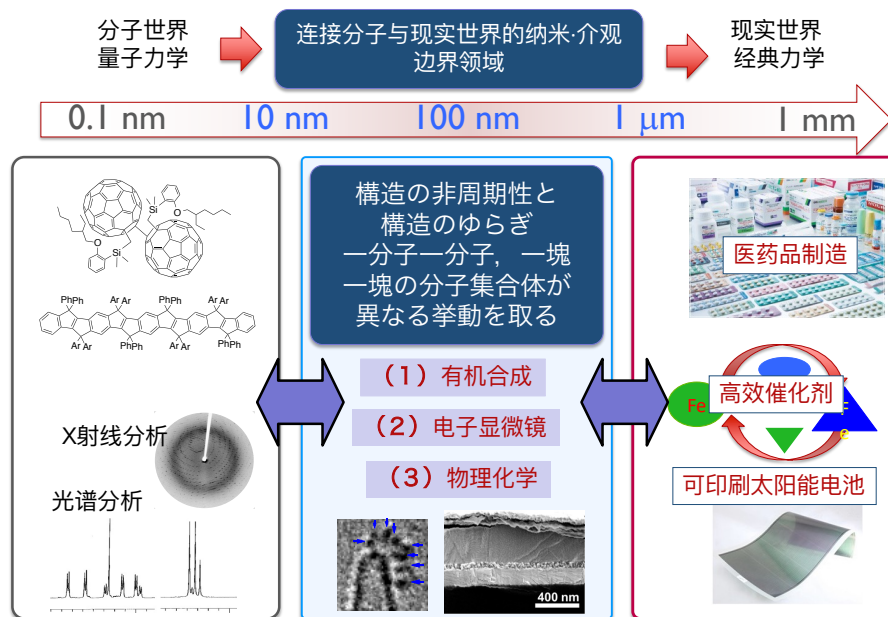 分子世界
量子力学
连接分子与现实世界的纳米·介观
边界领域
现实世界
经典力学
0.1 nm
10 nm
100 nm
1 μm
1 mm
Si
O
O
Si
PhPh
Ar Ar
PhPh
Ar Ar
Ar Ar
PhPh
Ar Ar
PhPh
X射线分析
光谱分析
構造の非周期性と
構造のゆらぎ
一分子一分子，一塊
一塊の分子集合体が
異なる挙動を取る
（1）有机合成
（2）电子显微镜
（3）物理化学
400 nm
医药品制造
Fe
高效催化剂
F
e
可印刷太阳能电池